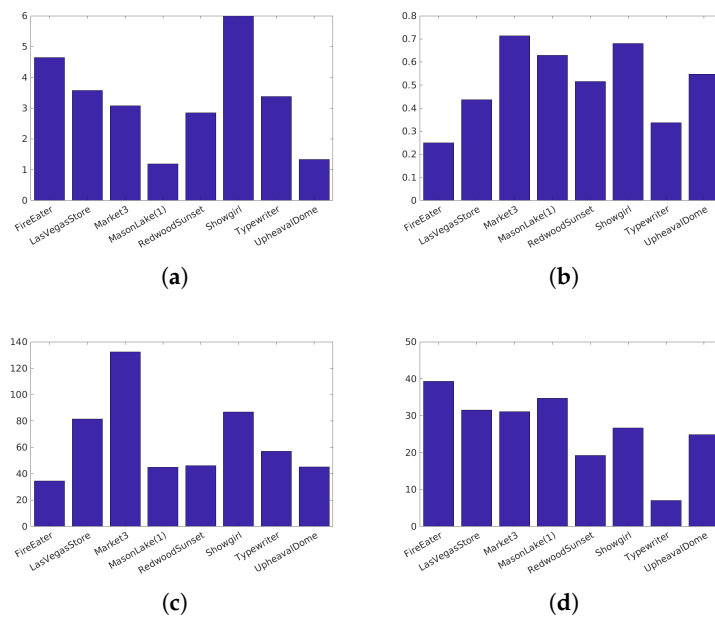 6
5
4
3
2
1
0
FireEater
LasVegasStore
Market3
MasonLake(1)
RedwoodSunset
Showgirl
Typewriter
UpheavalDome
(a)
0.8
0.7
0.6
0.5
0.4
0.3
0.2
0.1
0
FireEater
LasVegasStore
Market3
MasonLake(1)
RedwoodSunset
Showgirl
Typewriter
UpheavalDome
(b)
140
120
100
80
60
40
20
0
FireEater
LasVegasStore
Market3
MasonLake(1)
RedwoodSunset
Showgirl
Typewriter
UpheavalDome
(c)
50
40
30
20
10
0
FireEater
LasVegasStore
Market3
MasonLake(1)
RedwoodSunset
Showgirl
Typewriter
UpheavalDome
(d)